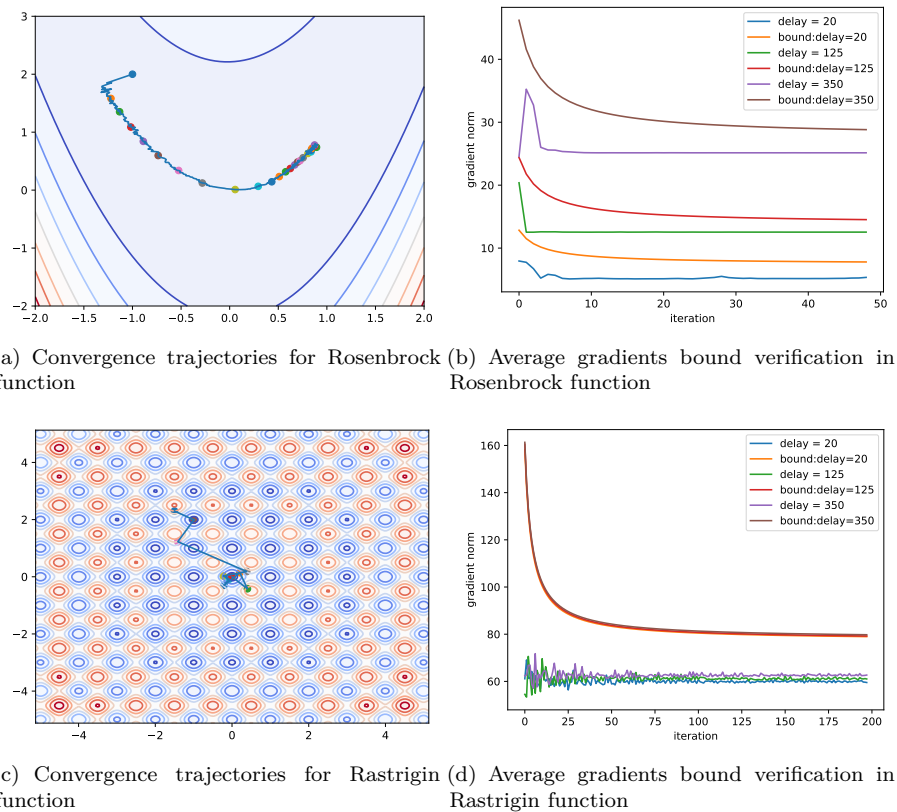 3
2
1
0
−1
−2
−2.0 −1.5 −1.0 −0.5 0.0 0.5 1.0 1.5 2.0
gradient norm
40
30
20
10
0 10 20 30 40 50
iteration
delay = 20
bound:delay=20
delay = 125
bound:delay=125
delay = 350
bound:delay=350
a) Convergence trajectories for Rosenbrock
function
(b) Average gradients bound verification in
Rosenbrock function
4
2
0
−2
−4
−4 −2 0 2 4
gradient norm
160
140
120
100
80
60
0 25 50 75 100 125 150 175 200
iteration
delay = 20
bound:delay=20
delay = 125
bound:delay=125
delay = 350
bound:delay=350
c) Convergence trajectories for Rastrigin
function
(d) Average gradients bound verification in
Rastrigin function